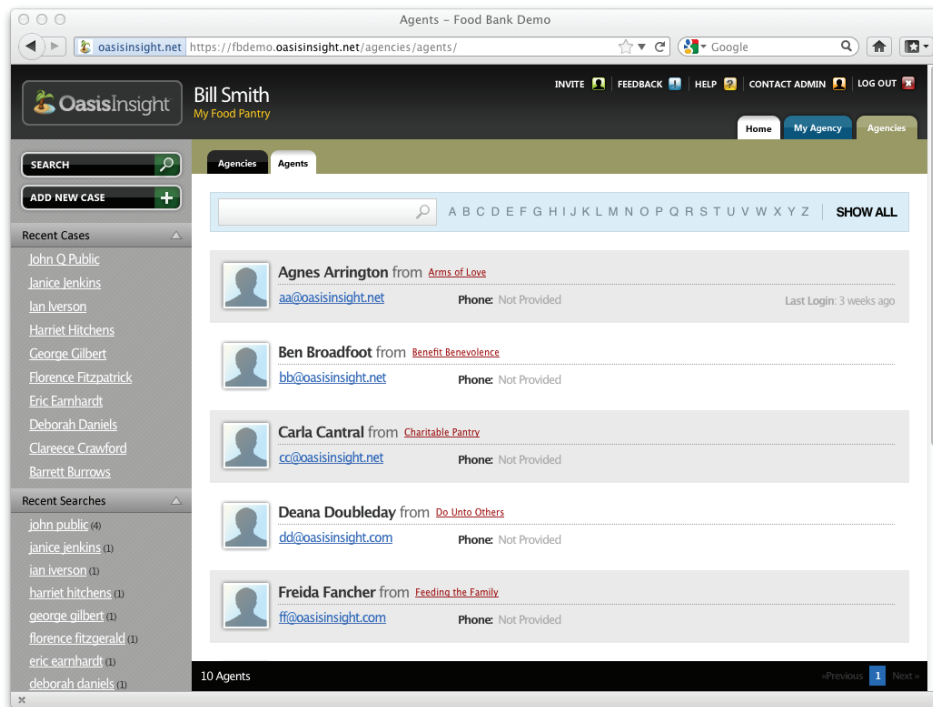 Agents – Food Bank Demo
oasisinsight.net https://fbdemo.oasisinsight.net/agencies/agents/ Google
OasisInsight
Bill Smith
My Food Pantry
INVITE FEEDBACK HELP CONTACT ADMIN LOG OUT
Home My Agency Agencies
SEARCH
ADD NEW CASE
Recent Cases
John Q Public
Janice Jenkins
Ian Iverson
Harriet Hitchens
George Gilbert
Florence Fitzpatrick
Eric Earnhardt
Deborah Daniels
Clareece Crawford
Barrett Burrows
Recent Searches
john public (4)
janice jenkins (1)
ian iverson (1)
harriet hitchens (1)
george gilbert (1)
florence fitzgerald (1)
eric earnhardt (1)
deborah daniels (1)
Agencies Agents
A B C D E F G H I J K L M N O P Q R S T U V W X Y Z SHOW ALL
Agnes Arrington from Arms of Love
aa@oasisinsight.net Phone: Not Provided Last Login: 3 weeks ago
Ben Broadfoot from Benefit Benevolence
bb@oasisinsight.net Phone: Not Provided
Carla Cantral from Charitable Pantry
cc@oasisinsight.net Phone: Not Provided
Deana Doubleday from Do Unto Others
dd@oasisinsight.com Phone: Not Provided
Freida Fancher from Feeding the Family
ff@oasisinsight.com Phone: Not Provided
10 Agents «Previous 1 Next »